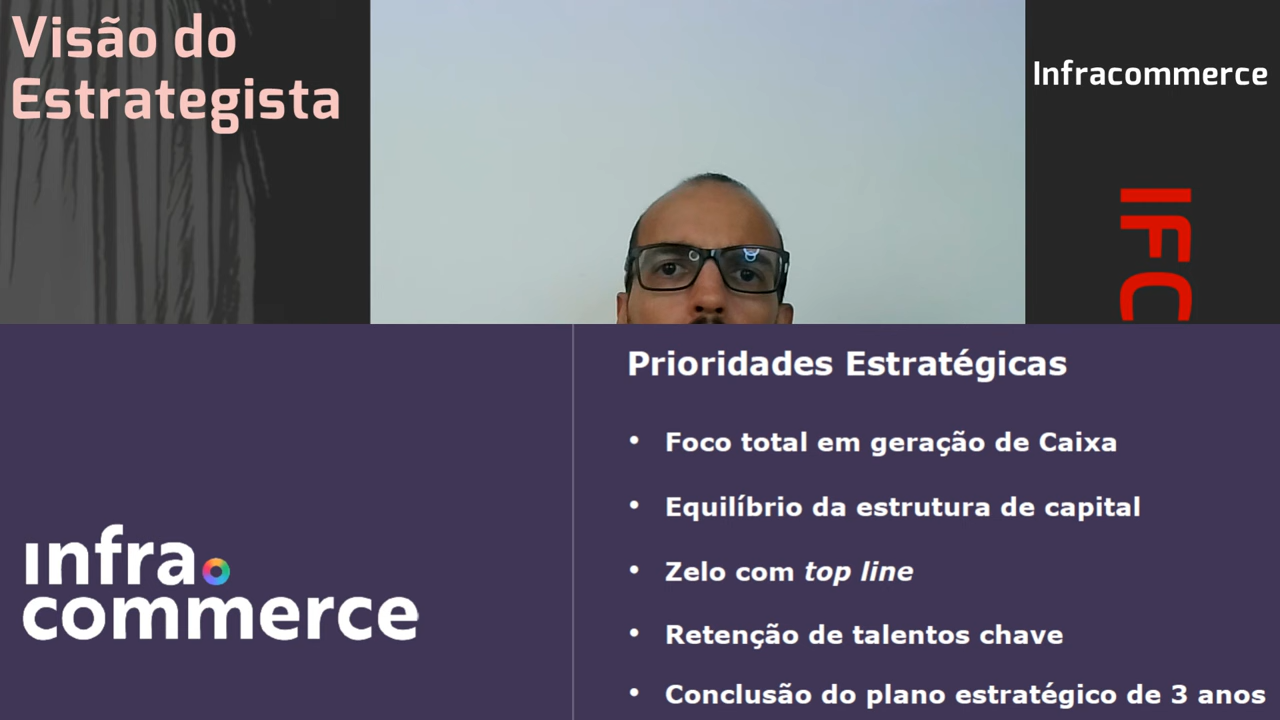 Visão do
Estrategista
Infracommerce
IFC
infra.
commerce
Prioridades Estratégicas
• Foco total em geração de Caixa
• Equilíbrio da estrutura de capital
• Zelo com top line
• Retenção de talentos chave
• Conclusão do plano estratégico de 3 anos